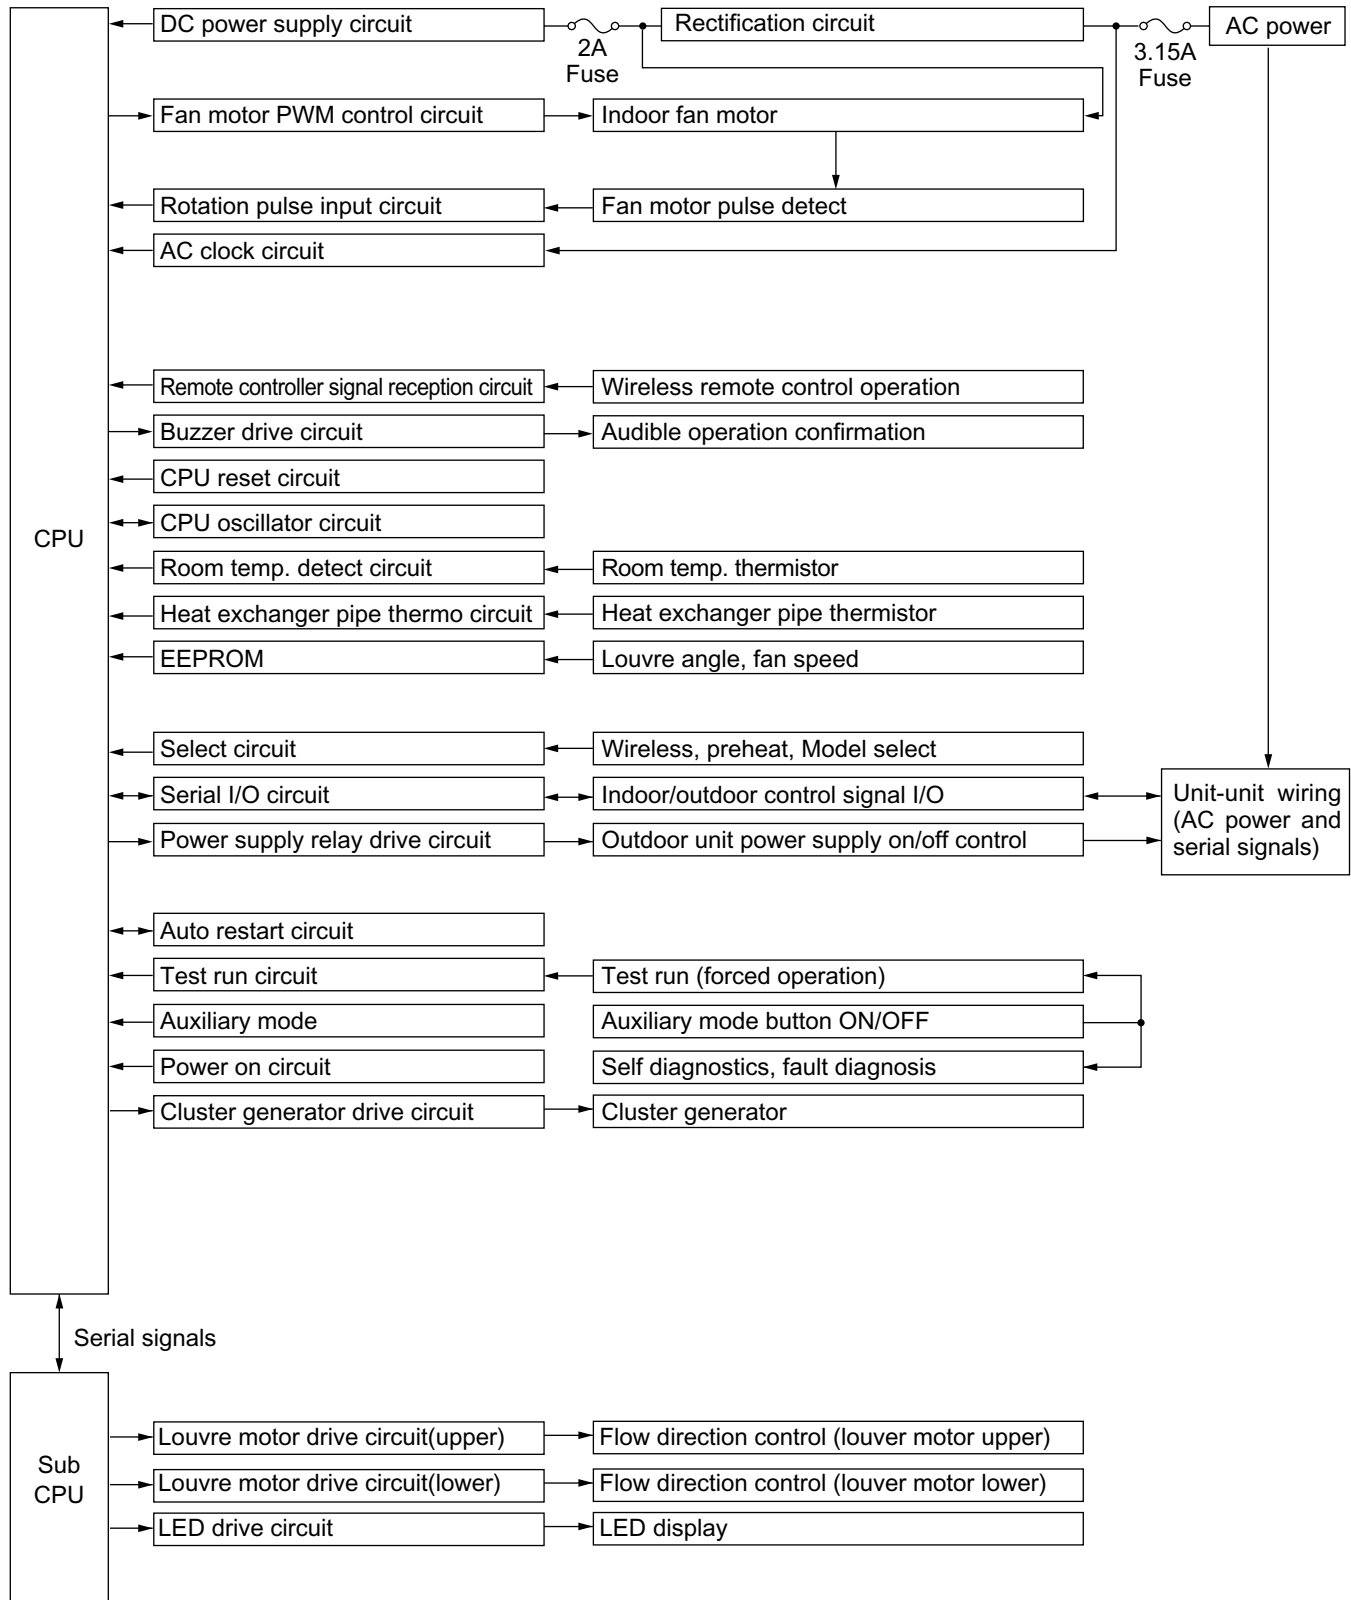 DC power supply circuit
2A
Fuse
Rectification circuit
3.15A
Fuse
AC power
Fan motor PWM control circuit
Indoor fan motor
Rotation pulse input circuit
Fan motor pulse detect
AC clock circuit
Remote controller signal reception circuit
Wireless remote control operation
Buzzer drive circuit
Audible operation confirmation
CPU reset circuit
CPU
CPU oscillator circuit
Room temp. detect circuit
Room temp. thermistor
Heat exchanger pipe thermo circuit
Heat exchanger pipe thermistor
EEPROM
Louvre angle, fan speed
Select circuit
Wireless, preheat, Model select
Serial I/O circuit
Indoor/outdoor control signal I/O
Power supply relay drive circuit
Outdoor unit power supply on/off control
Unit-unit wiring
(AC power and
serial signals)
Auto restart circuit
Test run circuit
Test run (forced operation)
Auxiliary mode
Auxiliary mode button ON/OFF
Power on circuit
Self diagnostics, fault diagnosis
Cluster generator drive circuit
Cluster generator
Serial signals
Sub
CPU
Louvre motor drive circuit(upper)
Flow direction control (louver motor upper)
Louvre motor drive circuit(lower)
Flow direction control (louver motor lower)
LED drive circuit
LED display